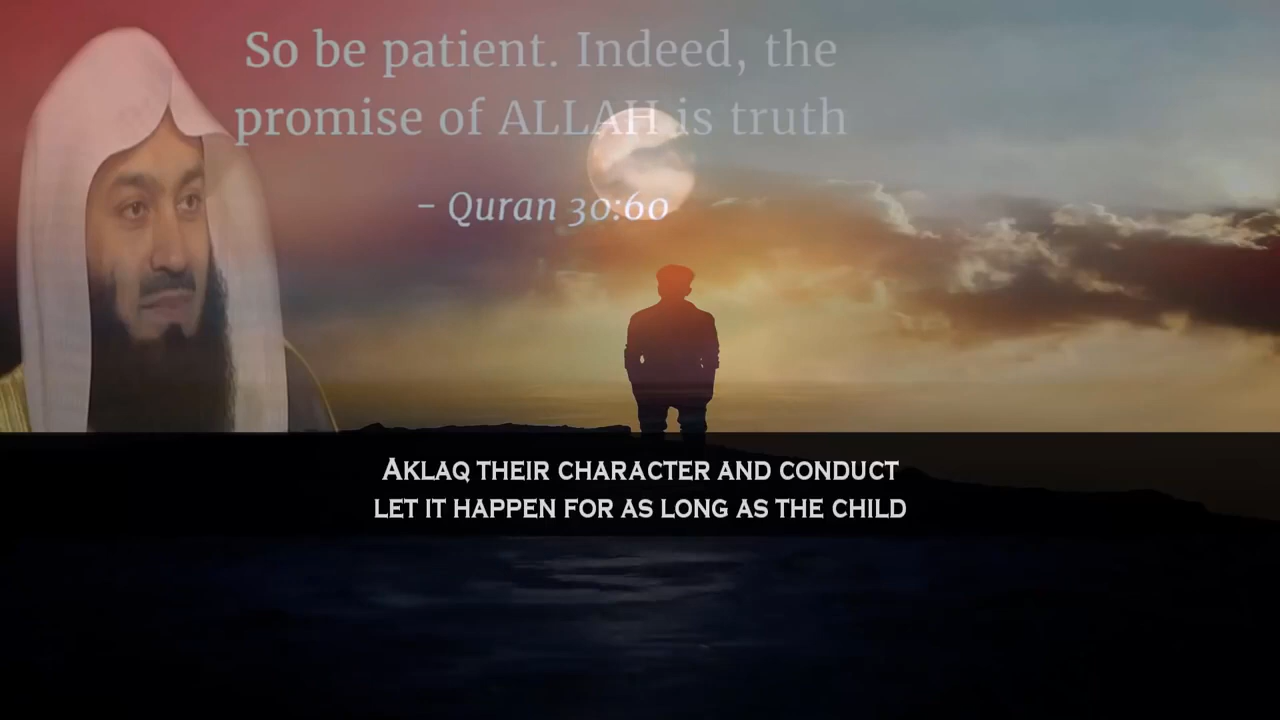 So be patient. Indeed, the
promise of ALLAH is truth
- Quran 30:60
AKLAQ THEIR CHARACTER AND CONDUCT
LET IT HAPPEN FOR AS LONG AS THE CHILD